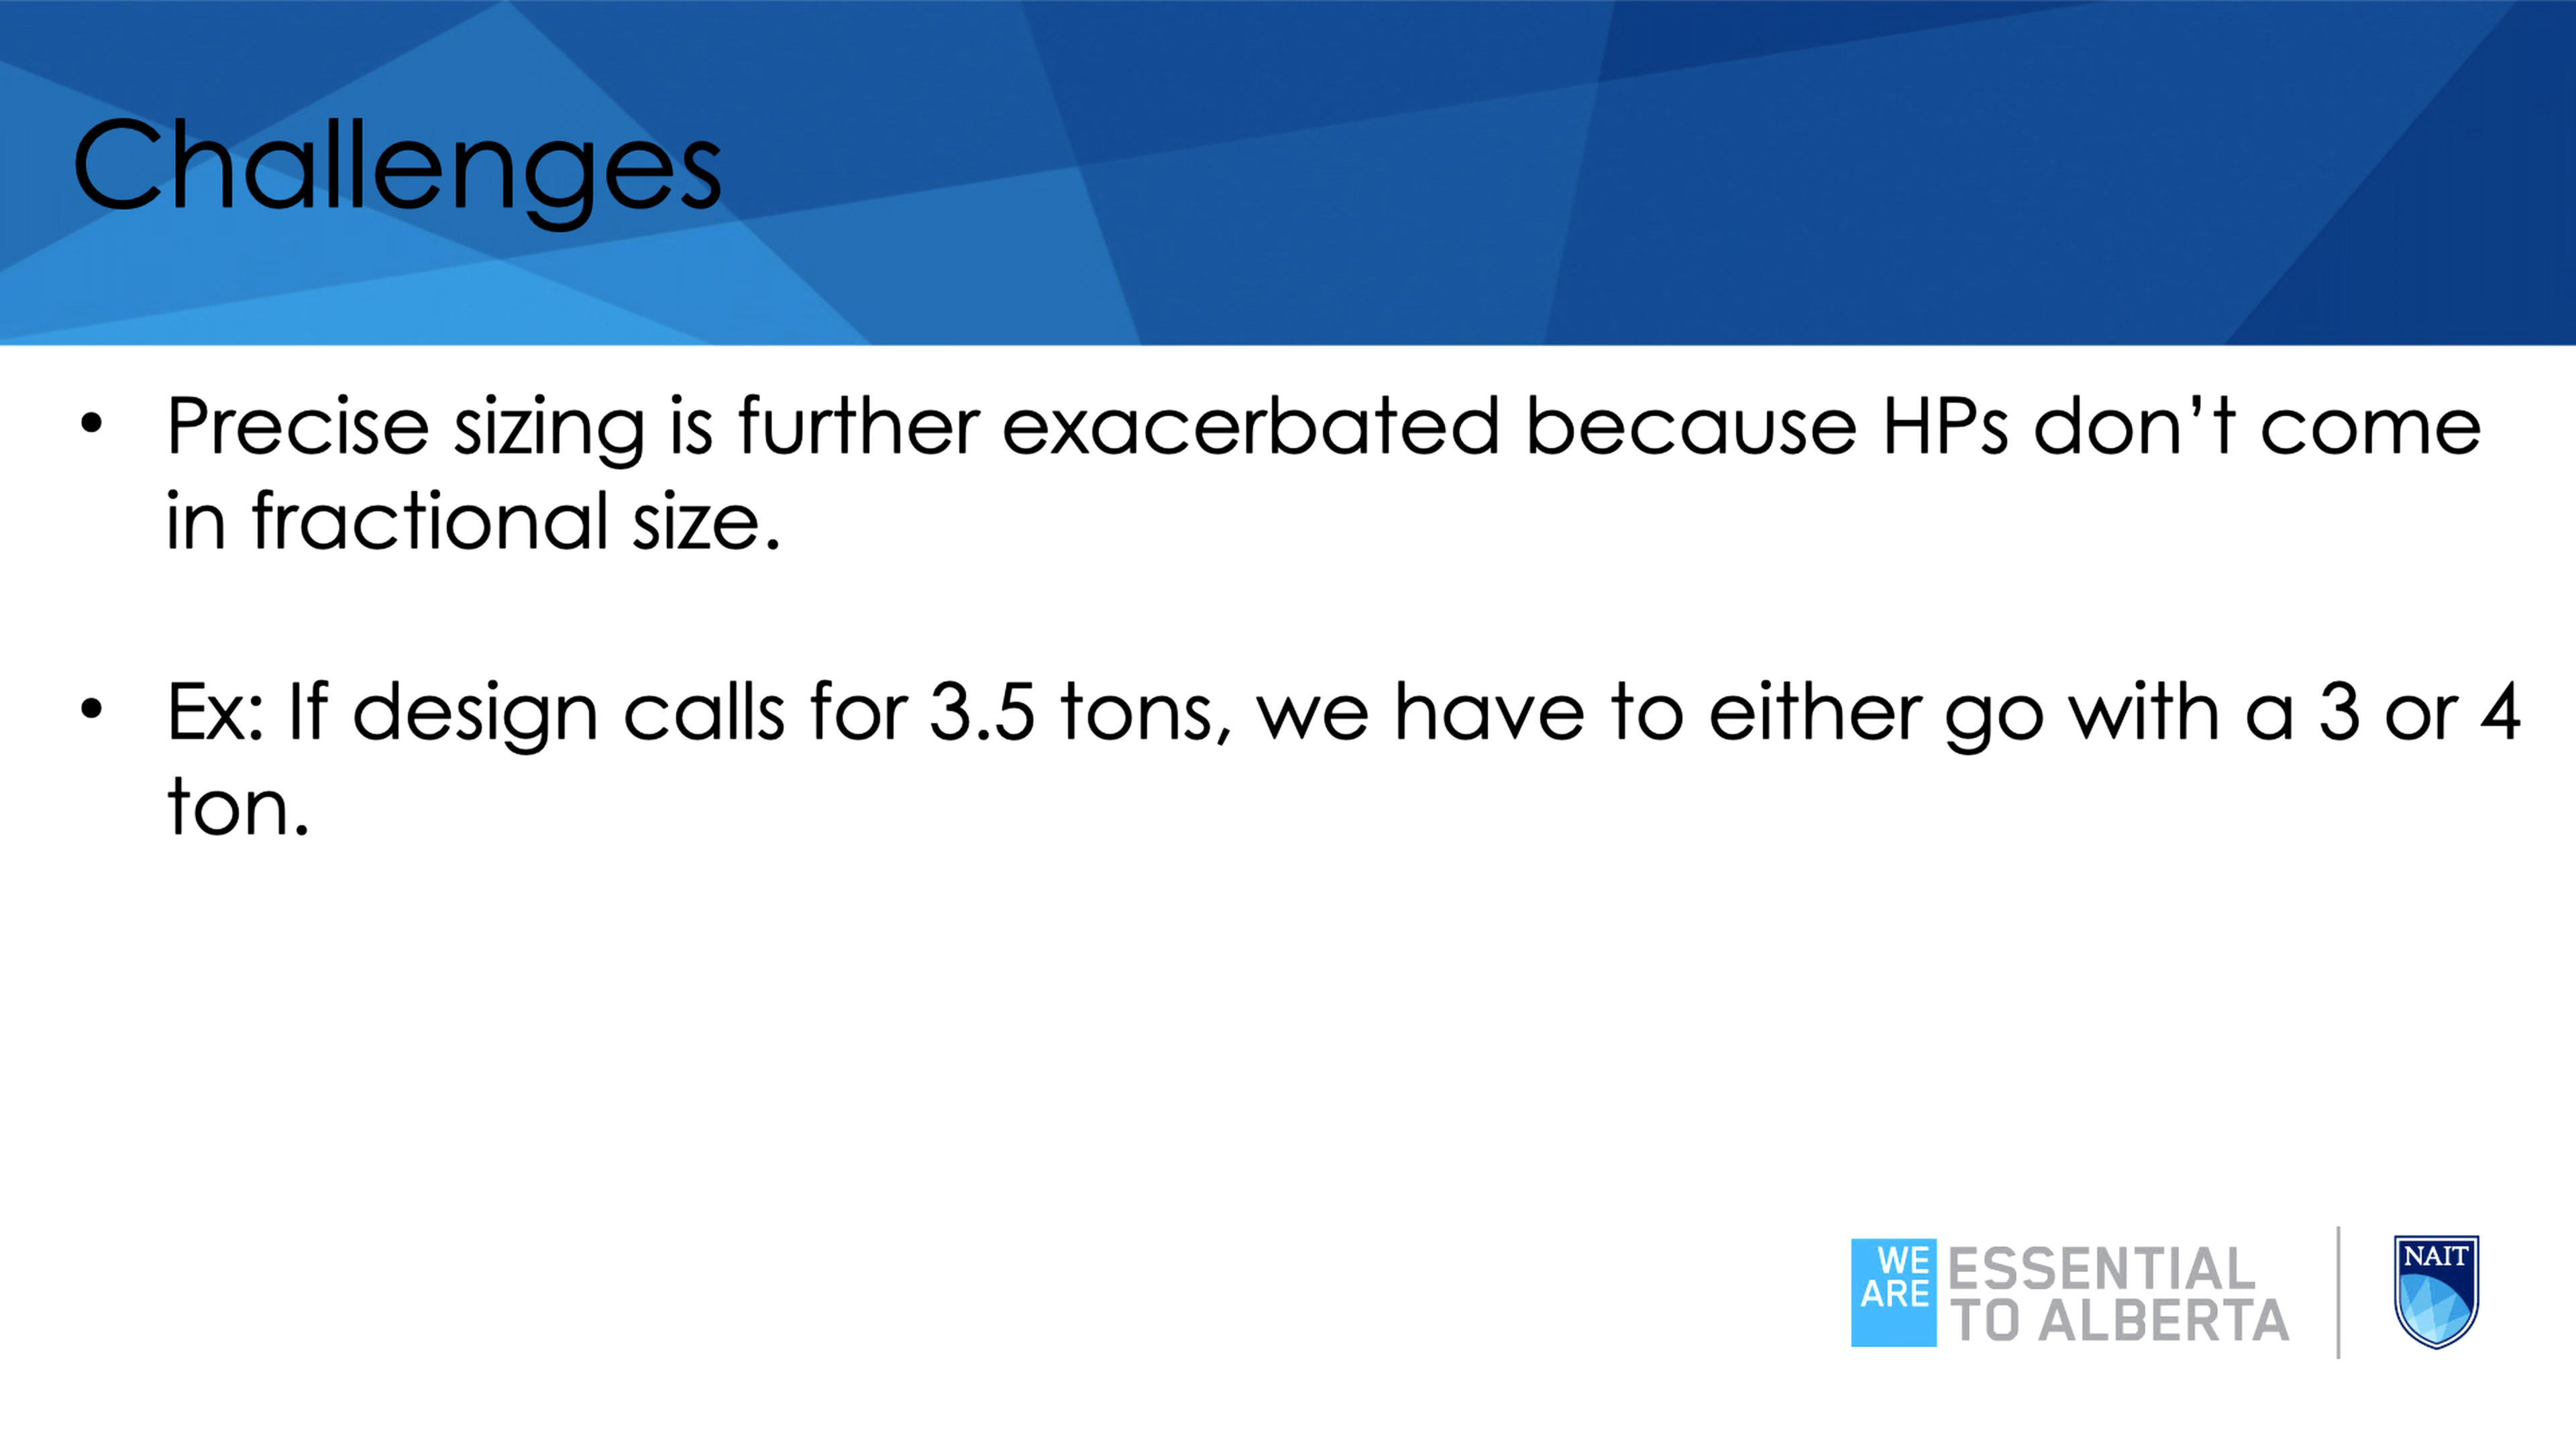 Challenges
• Precise sizing is further exacerbated because HPs don’t come
in fractional size.
• Ex: If design calls for 3.5 tons, we have to either go with a 3 or 4
ton.
WE
ARE
ESSENTIAL
TO ALBERTA
NAIT